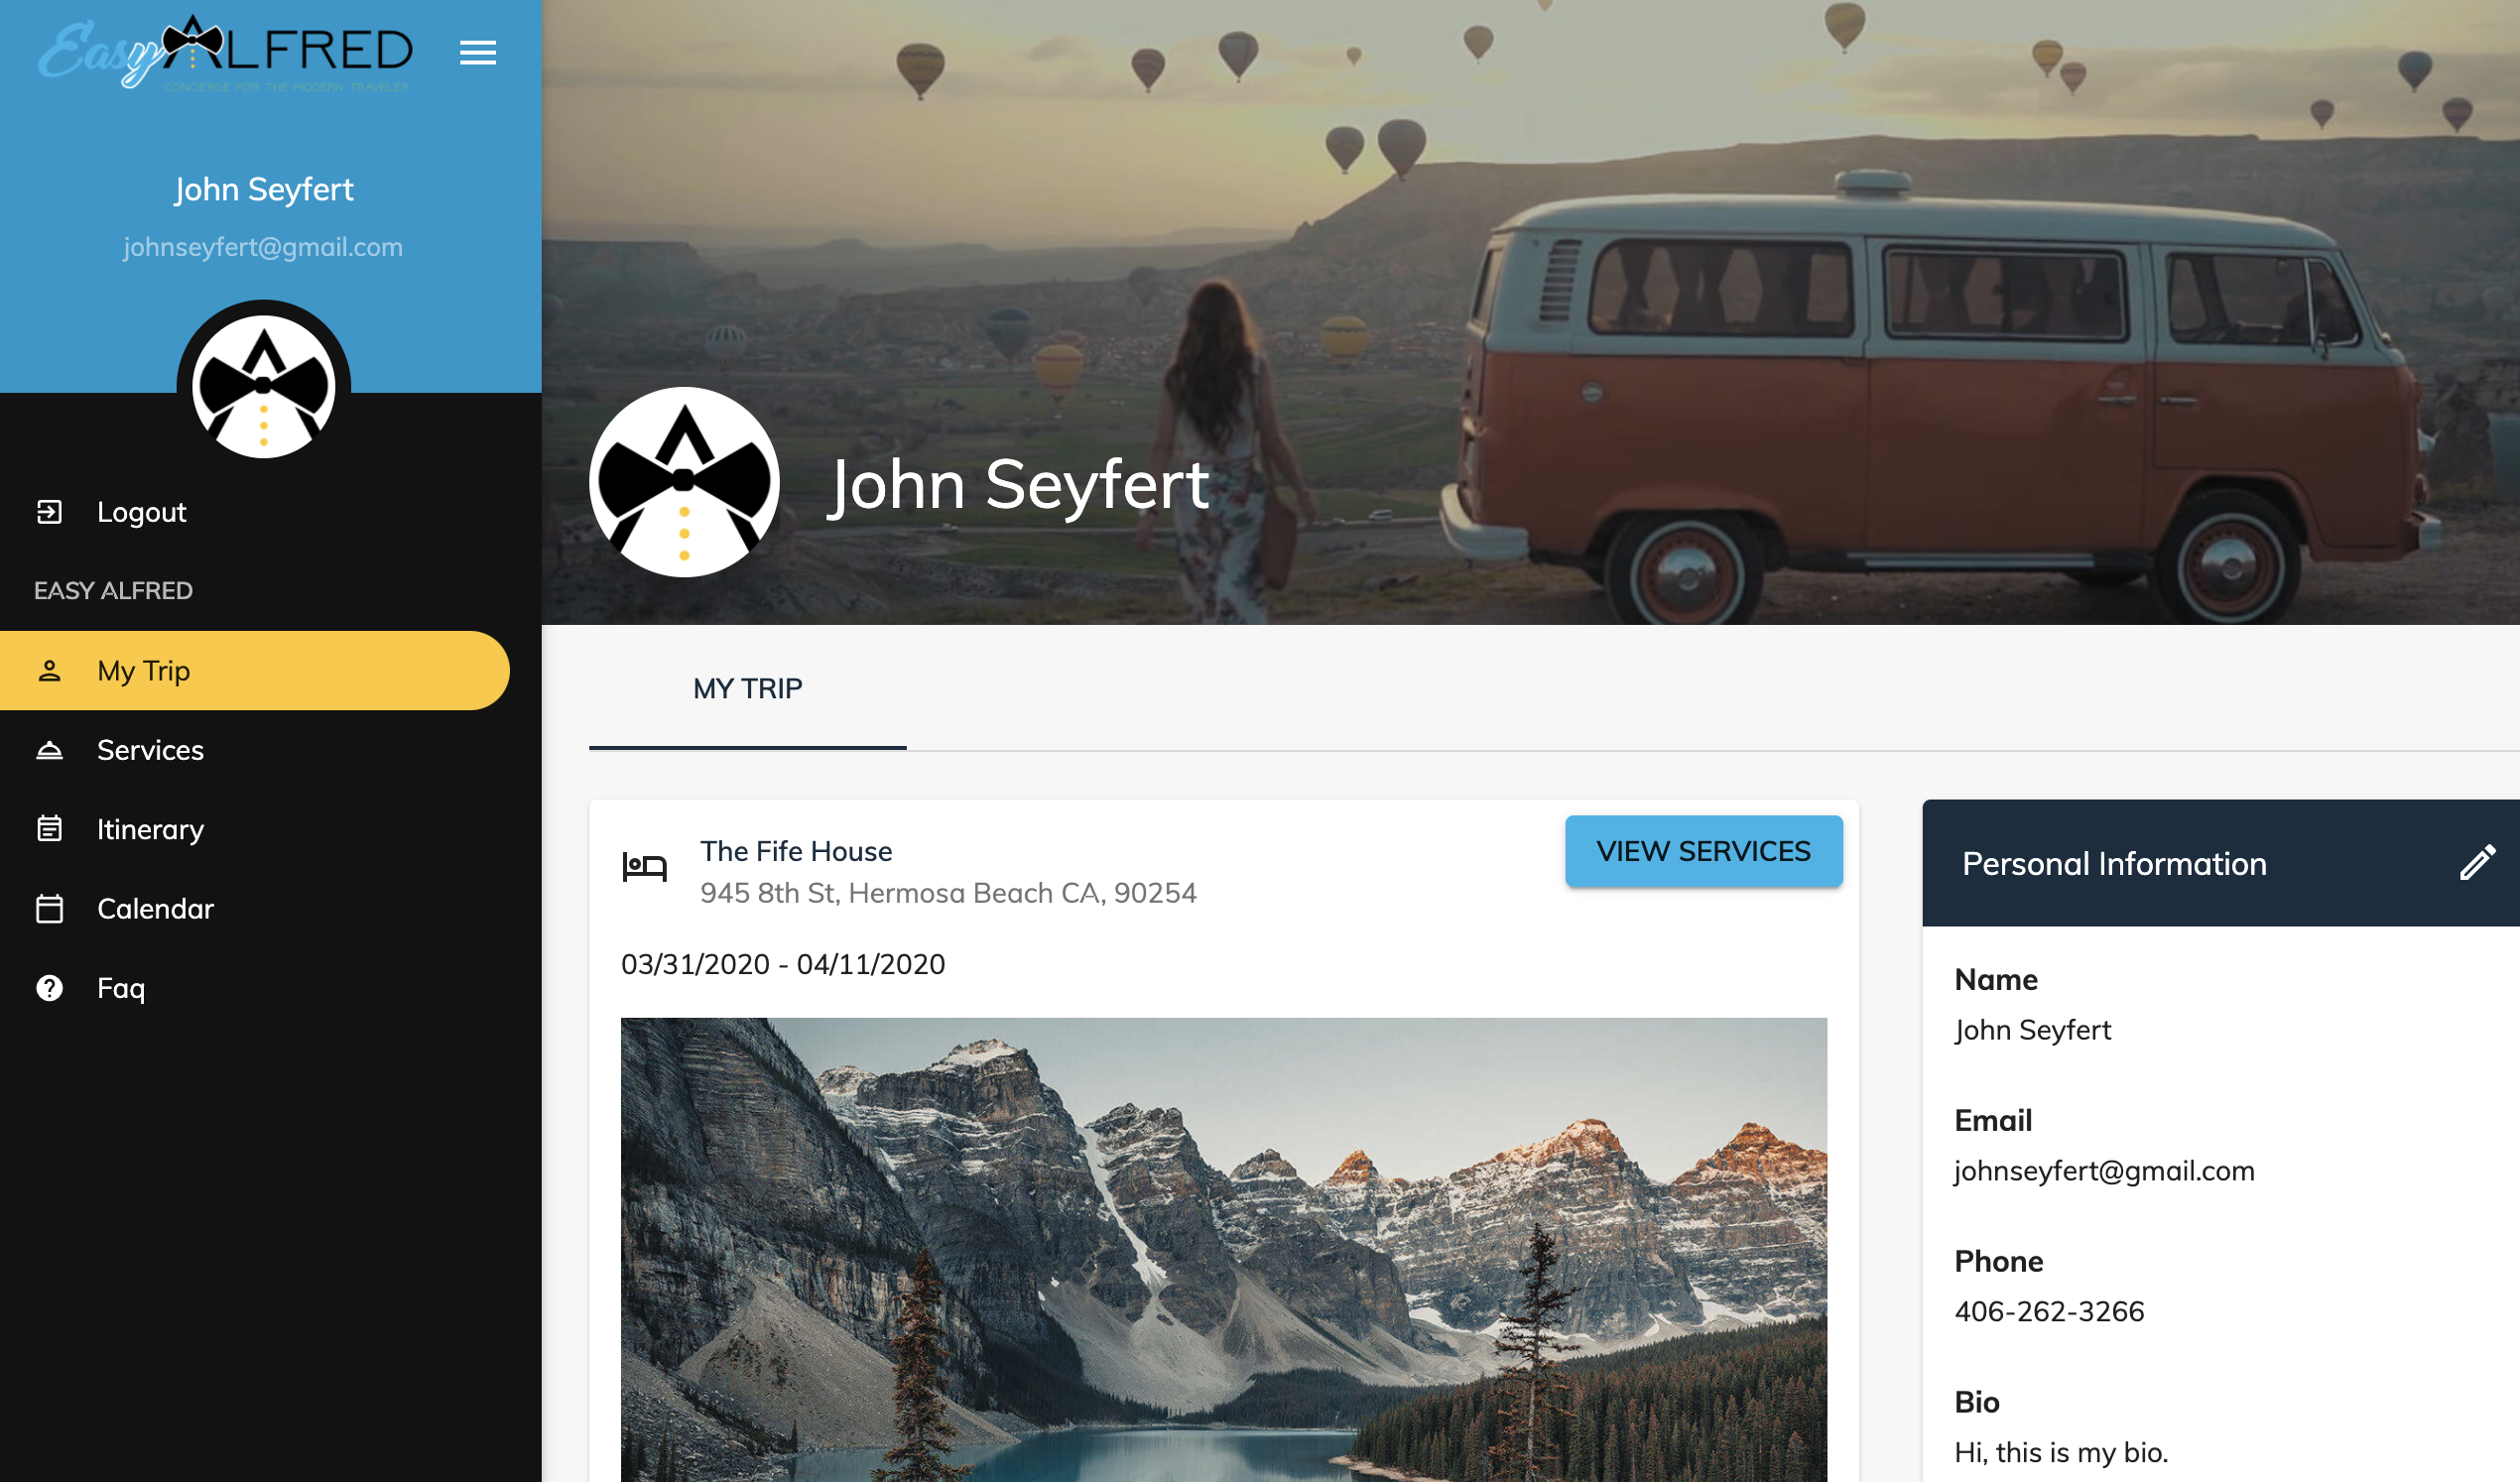 Easy ALFRED
CONCIERGE FOR THE MODERN TRAVELER
John Seyfert
johnseyfert@gmail.com
Logout
EASY ALFRED
My Trip
Services
Itinerary
Calendar
Faq
John Seyfert
MY TRIP
The Fife House
945 8th St, Hermosa Beach CA, 90254
VIEW SERVICES
03/31/2020 - 04/11/2020
Personal Information
Name
John Seyfert
Email
johnseyfert@gmail.com
Phone
406-262-3266
Bio
Hi, this is my bio.